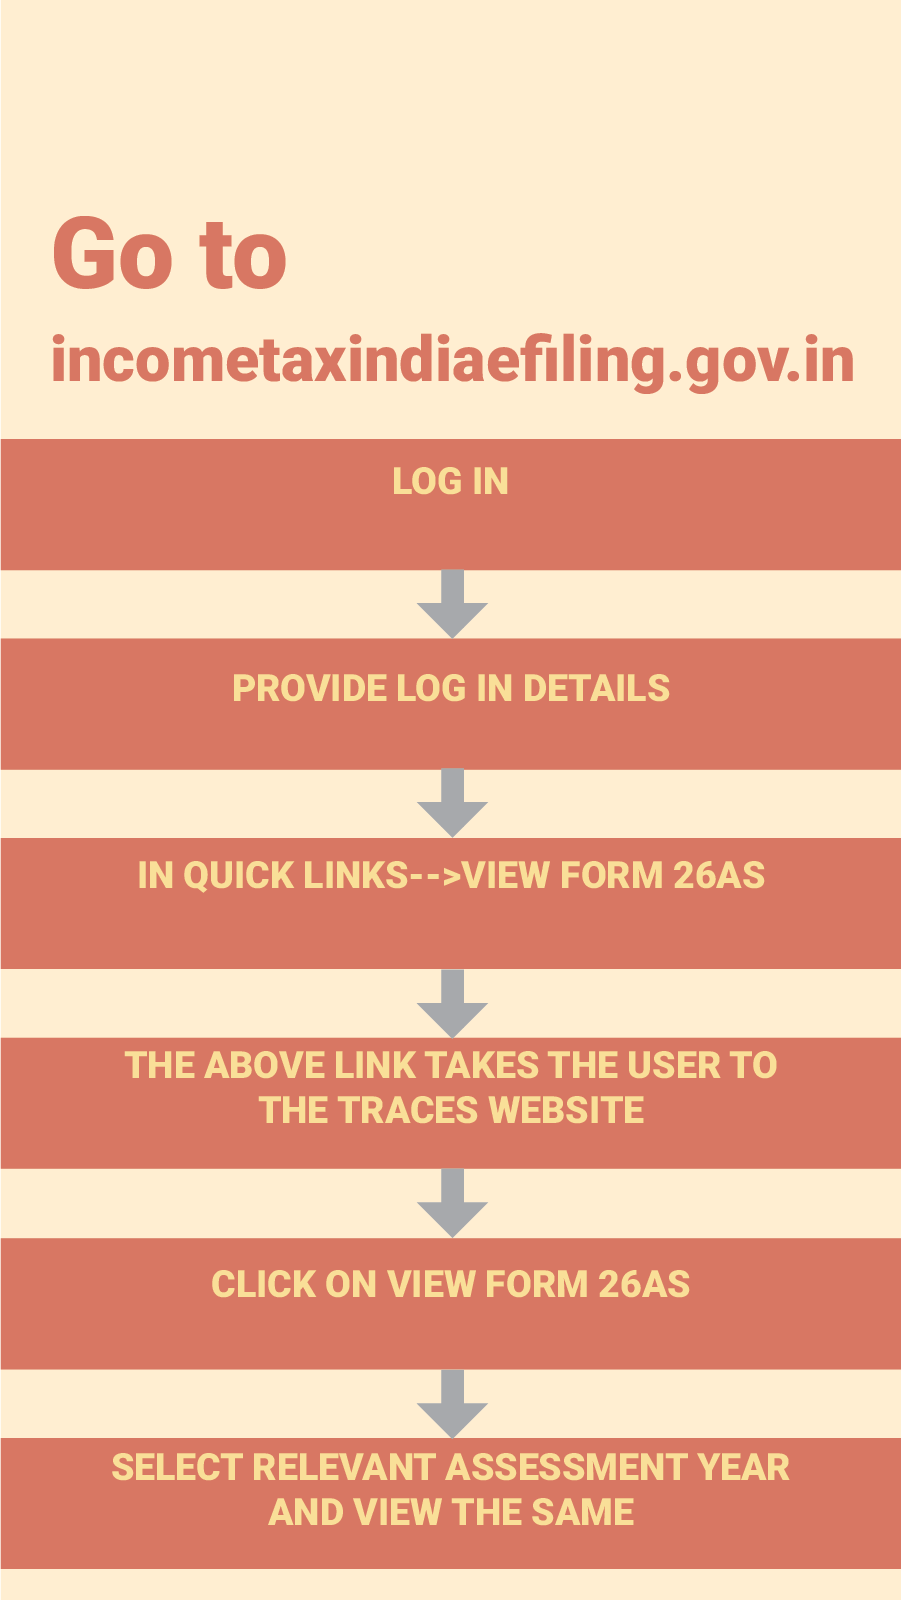 Go to
incometaxindiaefiling.gov.in
LOG IN
PROVIDE LOG IN DETAILS
IN QUICK LINKS-->VIEW FORM 26AS
THE ABOVE LINK TAKES THE USER TO
THE TRACES WEBSITE
CLICK ON VIEW FORM 26AS
SELECT RELEVANT ASSESSMENT YEAR
AND VIEW THE SAME